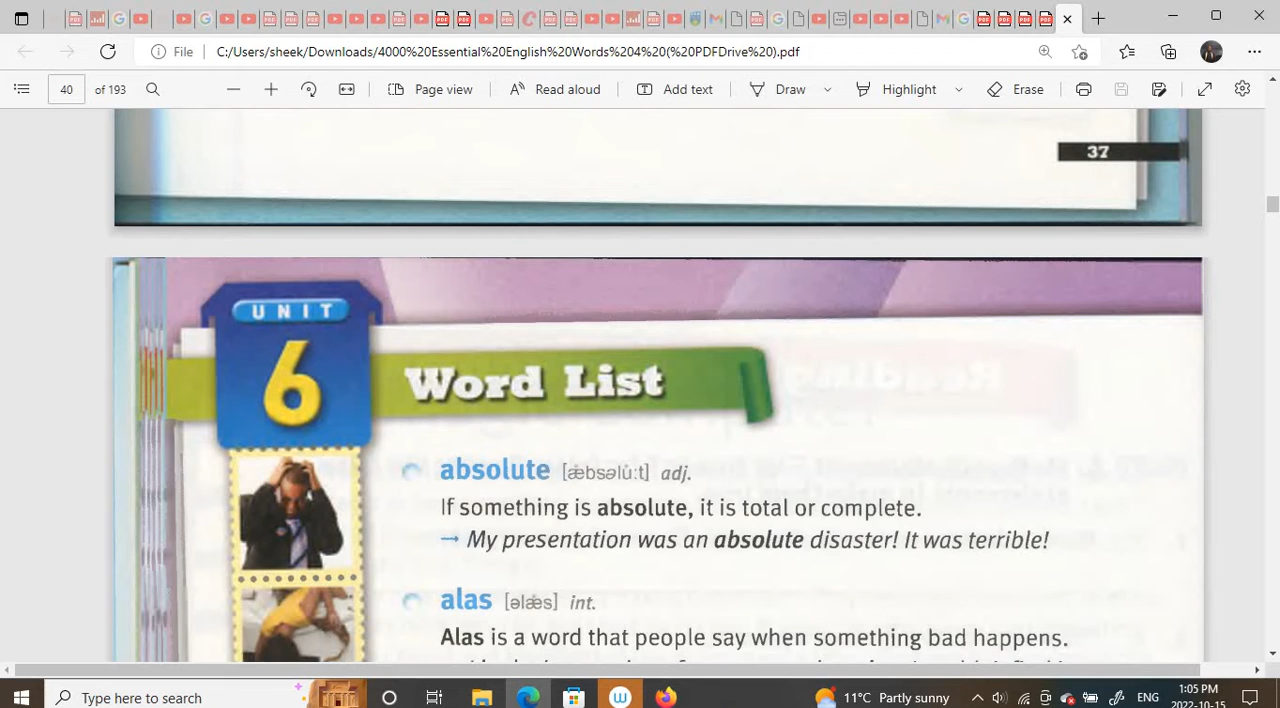 File
C:/Users/sheek/Downloads/4000%20Essential%20English%20Words%204%20(%20PDFDrive%20).pdf
40 of 193
Page view
Read aloud
Add text
Draw
Highlight
Erase
37
UNIT
6
Word List
absolute [æbsəlùːt] adj.
If something is absolute, it is total or complete.
→ My presentation was an absolute disaster! It was terrible!
alas [əlǽs] int.
Alas is a word that people say when something bad happens.
Type here to search
11°C Partly sunny
ENG
1:05 PM
2022-10-15